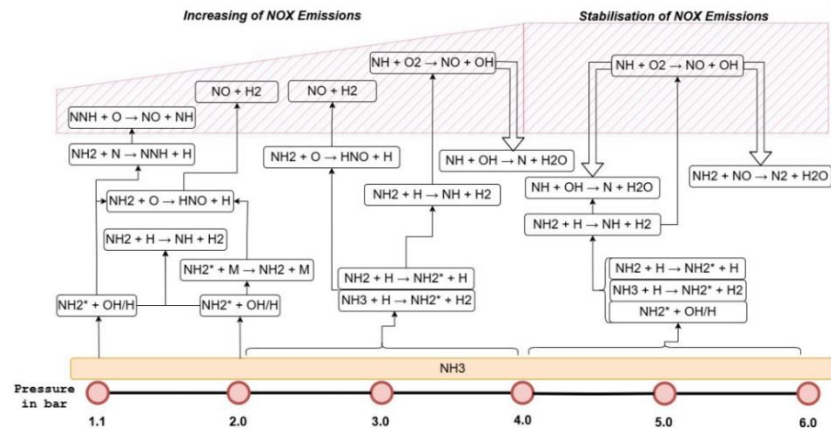 Increasing of NOX Emissions
Stabilisation of NOX Emissions
NH + O2 → NO + OH
NH + O2 → NO + OH
NO + H2
NO + H2
NNH + O → NO + NH
NH2 + N → NNH + H
NH2 + O → HNO + H
NH + OH → N + H2O
NH2 + NO → N2 + H2O
NH + OH → N + H2O
NH2 + O → HNO + H
NH2 + H → NH + H2
NH2 + H → NH + H2
NH2 + H → NH + H2
NH2* + M → NH2 + M
NH2 + H → NH2* + H
NH3 + H → NH2* + H2
NH2 + H → NH2* + H
NH3 + H → NH2* + H2
NH2* + OH/H
NH2* + OH/H
NH2* + OH/H
NH3
Pressure
in bar
1.1 2.0 3.0 4.0 5.0 6.0